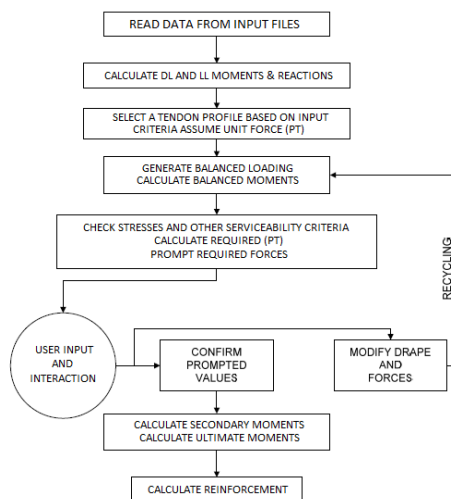 READ DATA FROM INPUT FILES
CALCULATE DL AND LL MOMENTS & REACTIONS
SELECT A TENDON PROFILE BASED ON INPUT
CRITERIA ASSUME UNIT FORCE (PT)
GENERATE BALANCED LOADING
CALCULATE BALANCED MOMENTS
CHECK STRESSES AND OTHER SERVICEABILITY CRITERIA
CALCULATE REQUIRED (PT)
PROMPT REQUIRED FORCES
RECYCLING
USER INPUT
AND
INTERACTION
CONFIRM
PROMPTED
VALUES
MODIFY DRAPE
AND
FORCES
CALCULATE SECONDARY MOMENTS
CALCULATE ULTIMATE MOMENTS
CALCULATE REINFORCEMENT